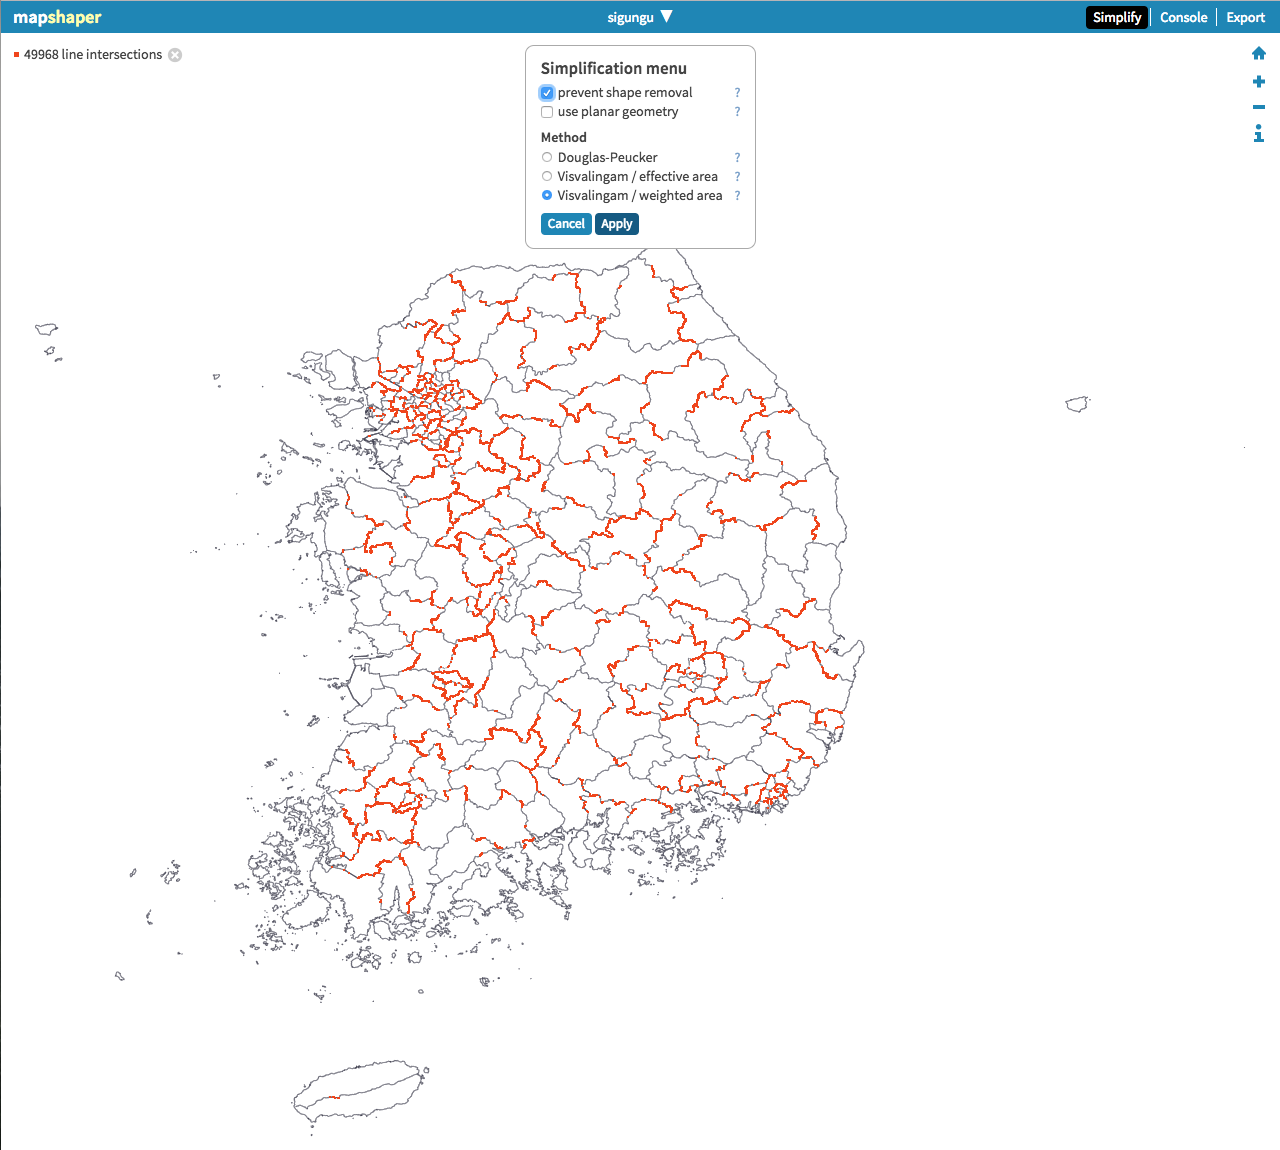 mapshaper
sigungu ▼
Simplify
Console
Export
49968 line intersections
Simplification menu
prevent shape removal ?
use planar geometry ?
Method
Douglas-Peucker ?
Visvalingam / effective area ?
Visvalingam / weighted area ?
Cancel
Apply